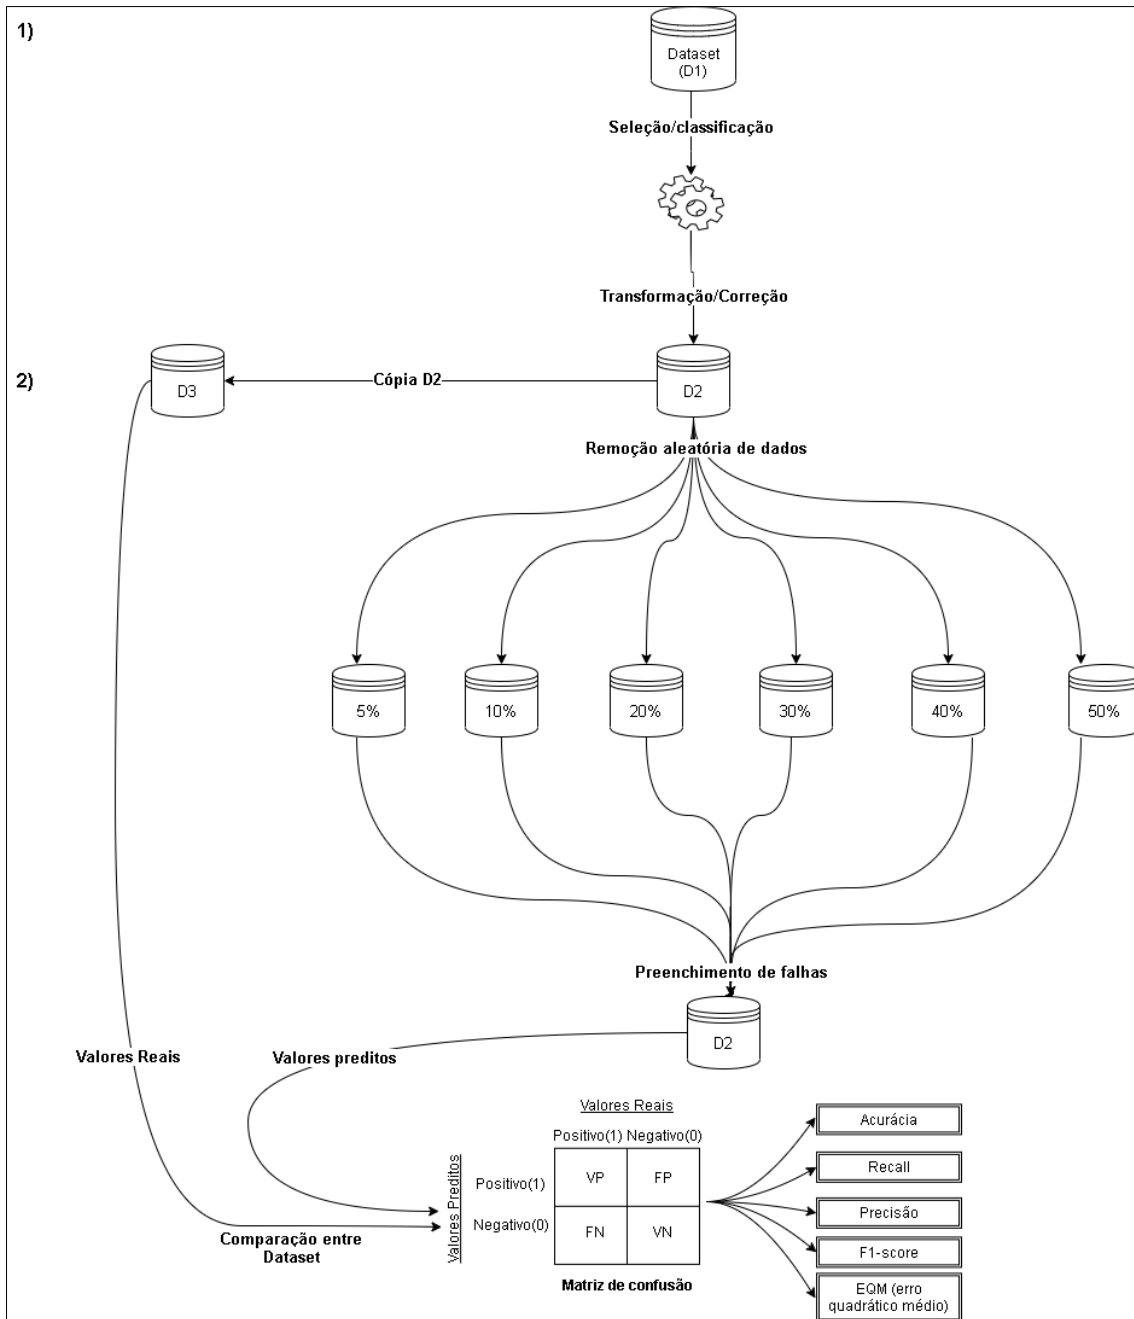 1)
Dataset
(D1)
Seleção/classificação
Transformação/Correção
2)
D3
Cópia D2
D2
Remoção aleatória de dados
5%
10%
20%
30%
40%
50%
Preenchimento de falhas
D2
Valores Reais
Valores preditos
Comparação entre
Dataset
Valores Reais
Positivo(1) Negativo(0)
Valores Preditos
Positivo(1)
VP
FP
Negativo(0)
FN
VN
Matriz de confusão
Acurácia
Recall
Precisão
F1-score
EQM (erro
quadrático médio)